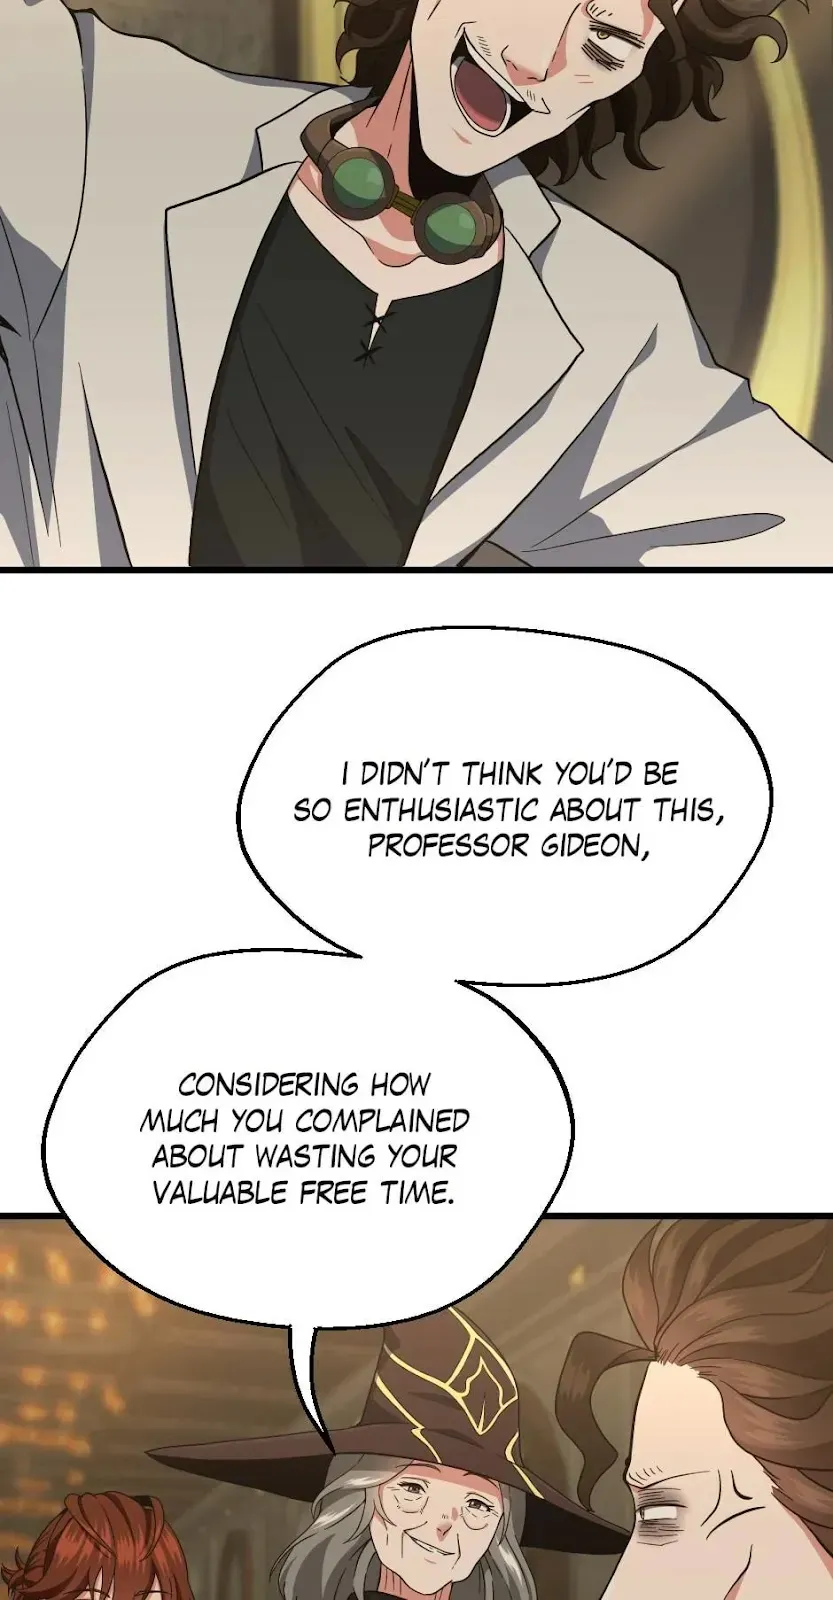 I DIDN'T THINK YOU'D BE
SO ENTHUSIASTIC ABOUT THIS,
PROFESSOR GIDEON,
CONSIDERING HOW
MUCH YOU COMPLAINED
ABOUT WASTING YOUR
VALUABLE FREE TIME.